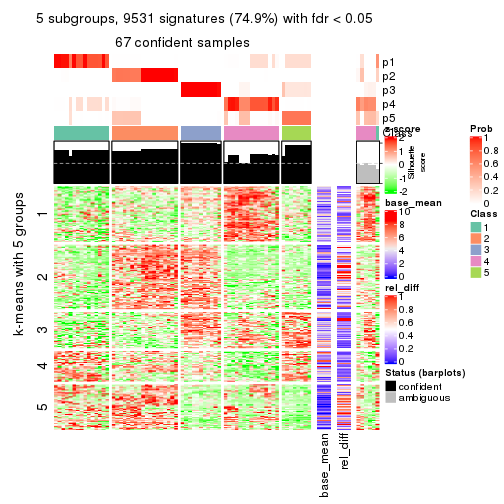 5 subgroups, 9531 signatures (74.9%) with fdr < 0.05
67 confident samples
p1
p2
p3
p4
p5
Class
z-score
2
1
0
-1
-2
Silhouette
score
k-means with 5 groups
1
2
3
4
5
base_mean
rel_diff
base_mean
10
8
6
4
2
0
rel_diff
1
0.8
0.6
0.4
0.2
0
Status (barplots)
confident
ambiguous
Prob
1
0.8
0.6
0.4
0.2
0
Class
1
2
3
4
5